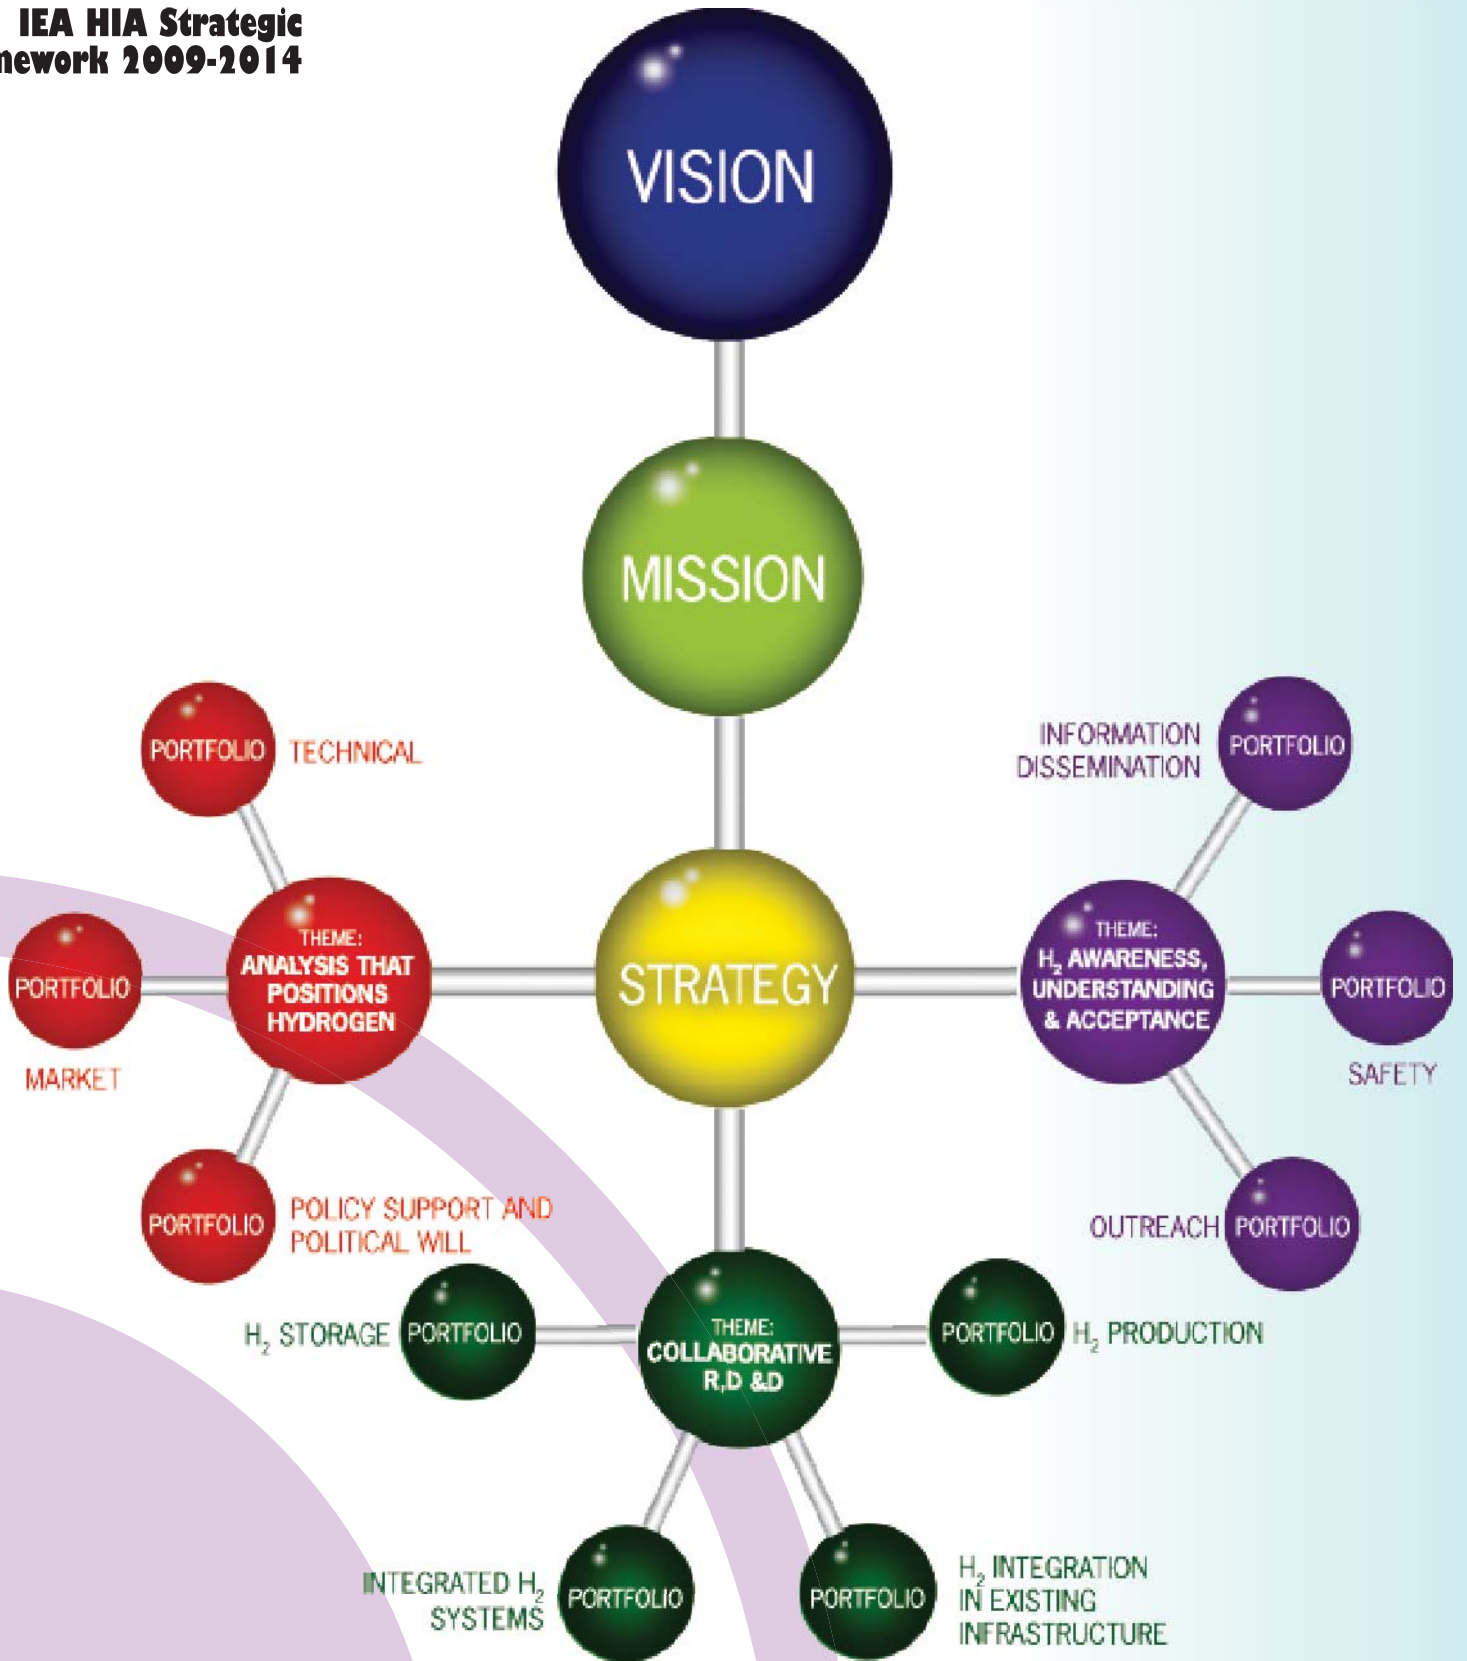 IEA HIA Strategic
mework 2009-2014
VISION
MISSION
PORTFOLIO
TECHNICAL
INFORMATION
DISSEMINATION
PORTFOLIO
PORTFOLIO
MARKET
THEME:
ANALYSIS THAT
POSITIONS
HYDROGEN
STRATEGY
THEME:
H₂ AWARENESS,
UNDERSTANDING
& ACCEPTANCE
PORTFOLIO
SAFETY
PORTFOLIO
POLICY SUPPORT AND
POLITICAL WILL
OUTREACH
PORTFOLIO
H₂ STORAGE
PORTFOLIO
THEME:
COLLABORATIVE
R,D &D
PORTFOLIO
H₂ PRODUCTION
INTEGRATED H₂
SYSTEMS
PORTFOLIO
PORTFOLIO
H₂ INTEGRATION
IN EXISTING
INFRASTRUCTURE